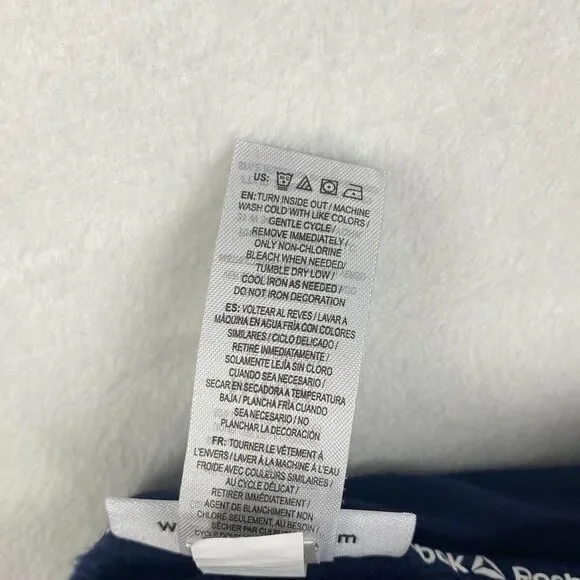 US:
EN: TURN INSIDE OUT / MACHINE
WASH COLD WITH LIKE COLORS /
GENTLE CYCLE /
REMOVE IMMEDIATELY /
ONLY NON-CHLORINE
BLEACH WHEN NEEDED/
TUMBLE DRY LOW /
COOL IRON AS NEEDED /
DO NOT IRON DECORATION
ES: VOLTEAR AL REVES / LAVAR A
MÁQUINA EN AGUA FRÍA CON COLORES
SIMILARES / CICLO DELICADO /
RETIRE INMEDIATAMENTE /
SOLAMENTE LEJÍA SIN CLORO
CUANDO SEA NECESARIO /
SECAR EN SECADORA A TEMPERATURA
BAJA / PLANCHA FRÍA CUANDO
SEA NECESARIO / NO
PLANCHAR LA DECORACIÓN
FR: TOURNER LE VÊTEMENT À
L'ENVERS / LAVER À LA MACHINE À L'EAU
FROIDE AVEC COULEURS SIMILAIRES /
AU CYCLE DÉLICAT /
RETIRER IMMÉDIATEMENT /
AGENT DE BLANCHIMENT NON
CHLORÉ SEULEMENT, AU BESOIN /